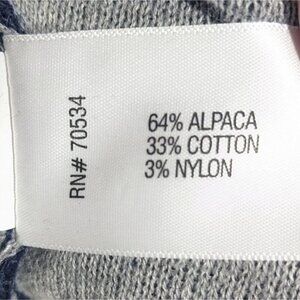 RN# 70534
64% ALPACA
33% COTTON
3% NYLON